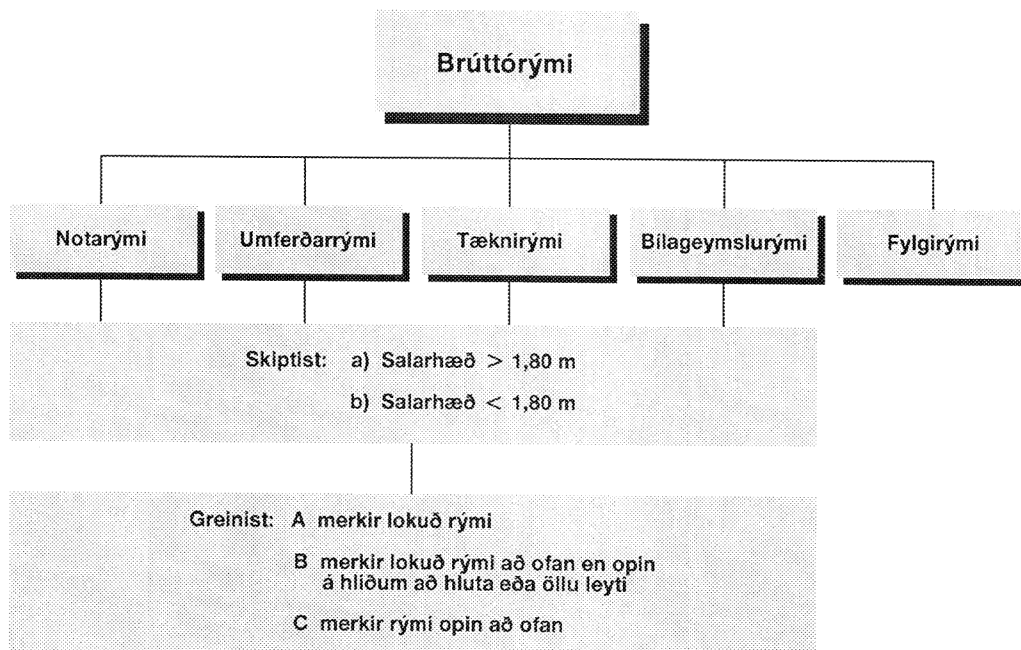 Brúttórými
Notarými
Umferðarrými
Tæknirými
Bílageymslurými
Fylgirými
Skiptist: a) Salarhæð > 1,80 m
b) Salarhæð < 1,80 m
Greinist: A merkir lokuð rými
B merkir lokuð rými að ofan en opin
á hliðum að hluta eða öllu leyti
C merkir rými opin að ofan